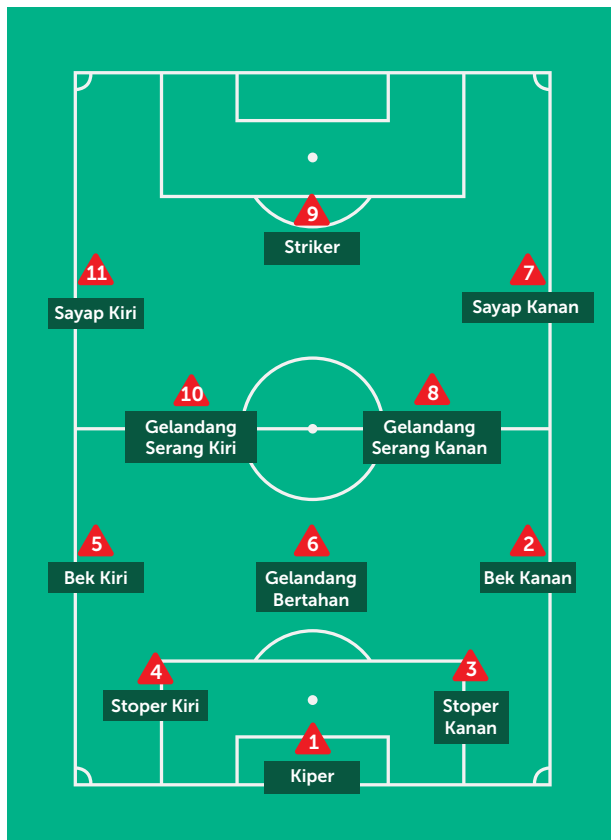 9
Striker
11
Sayap Kiri
7
Sayap Kanan
10
Gelandang
Serang Kiri
8
Gelandang
Serang Kanan
5
Bek Kiri
6
Gelandang
Bertahan
2
Bek Kanan
4
Stoper Kiri
3
Stoper
Kanan
1
Kiper